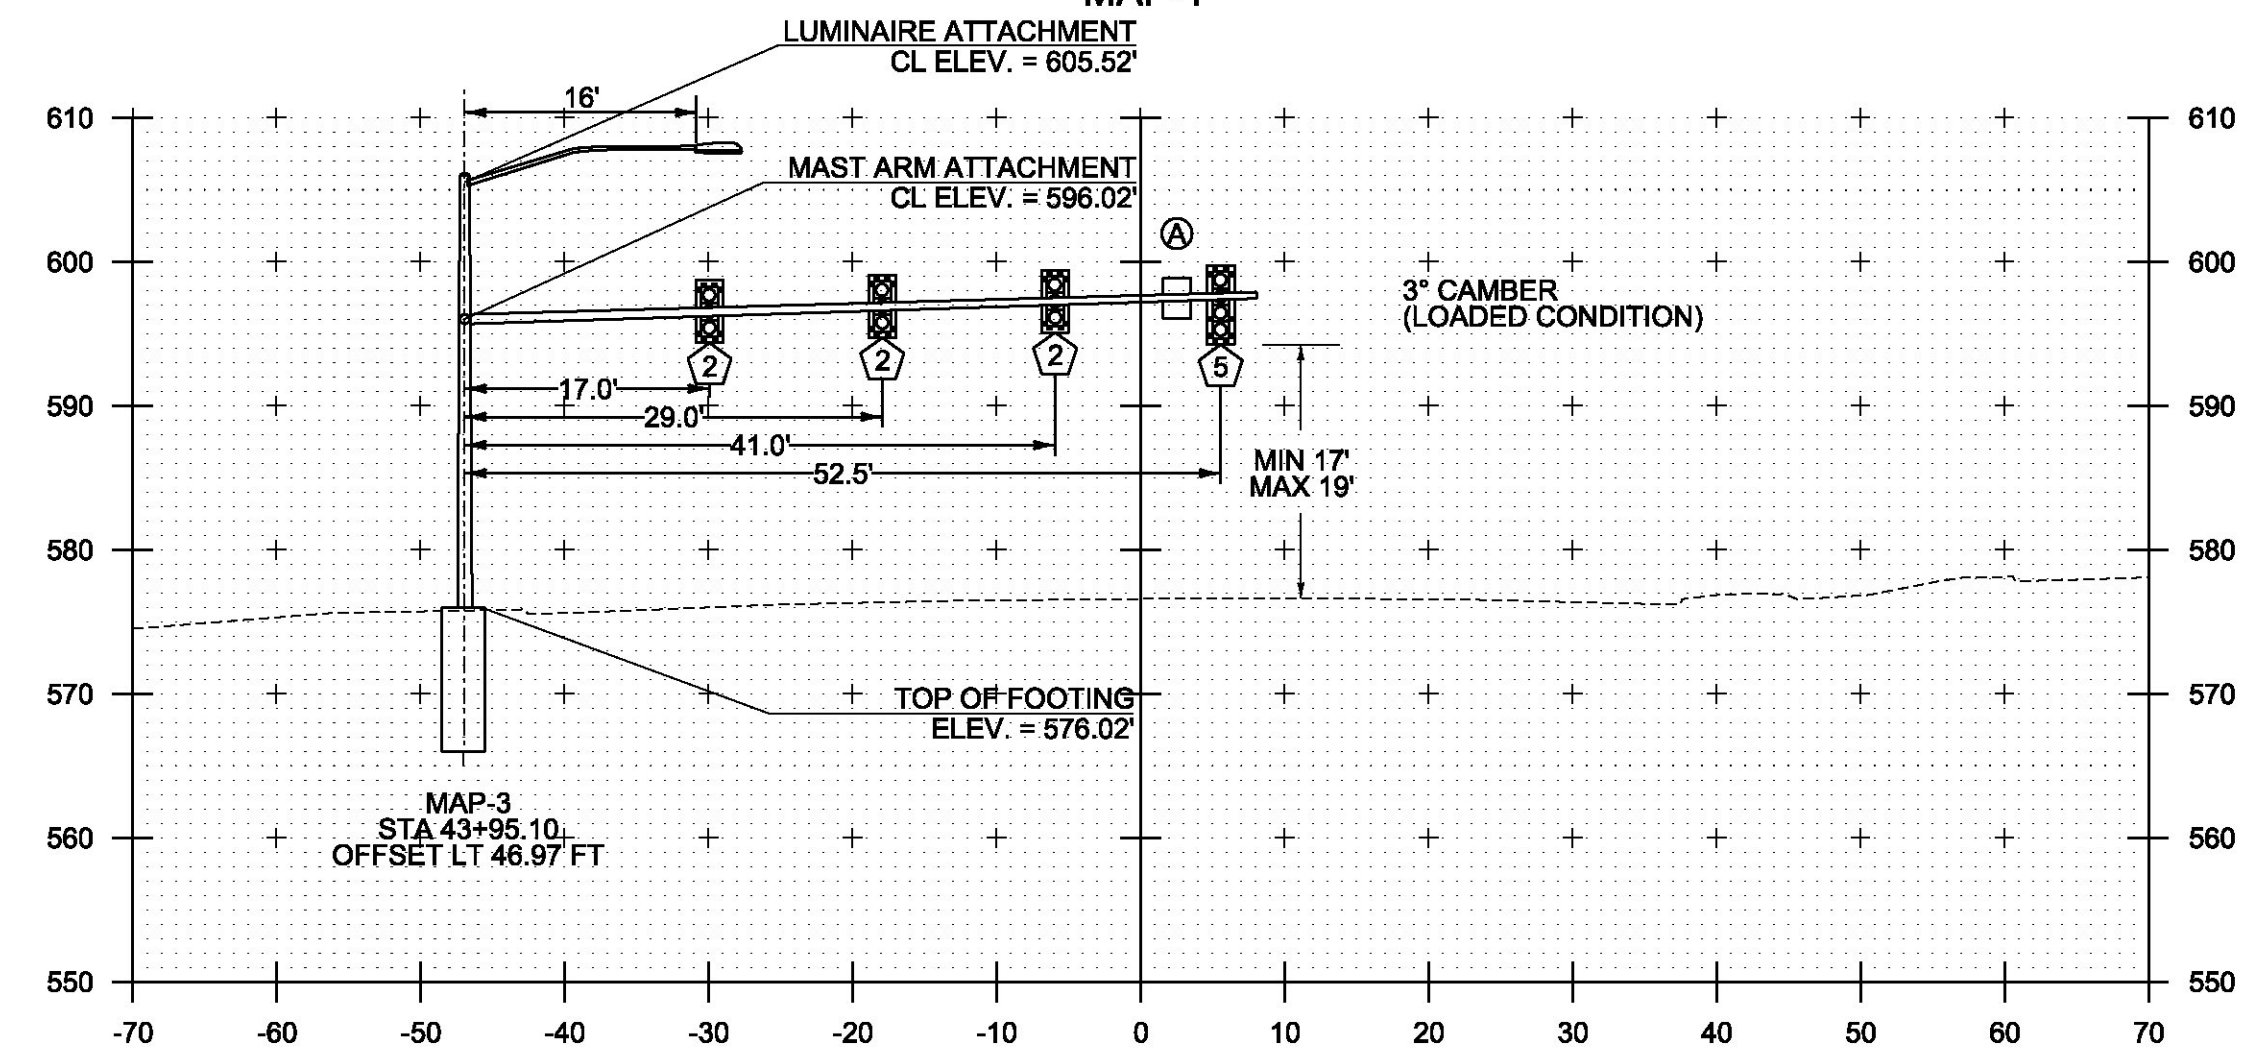 LUMINAIRE ATTACHMENT
CL ELEV. = 605.52'
16'
610
610
MAST ARM ATTACHMENT
CL ELEV. = 596.02'
A
600
600
3° CAMBER
(LOADED CONDITION)
2
2
2
5
17.0'
590
590
29.0'
41.0'
52.5'
MIN 17'
MAX 19'
580
580
570
570
TOP OF FOOTING
ELEV. = 576.02'
MAP-3
STA 43+95.10
OFFSET LT 46.97 FT
560
560
550
550
-70 -60 -50 -40 -30 -20 -10 0 10 20 30 40 50 60 70